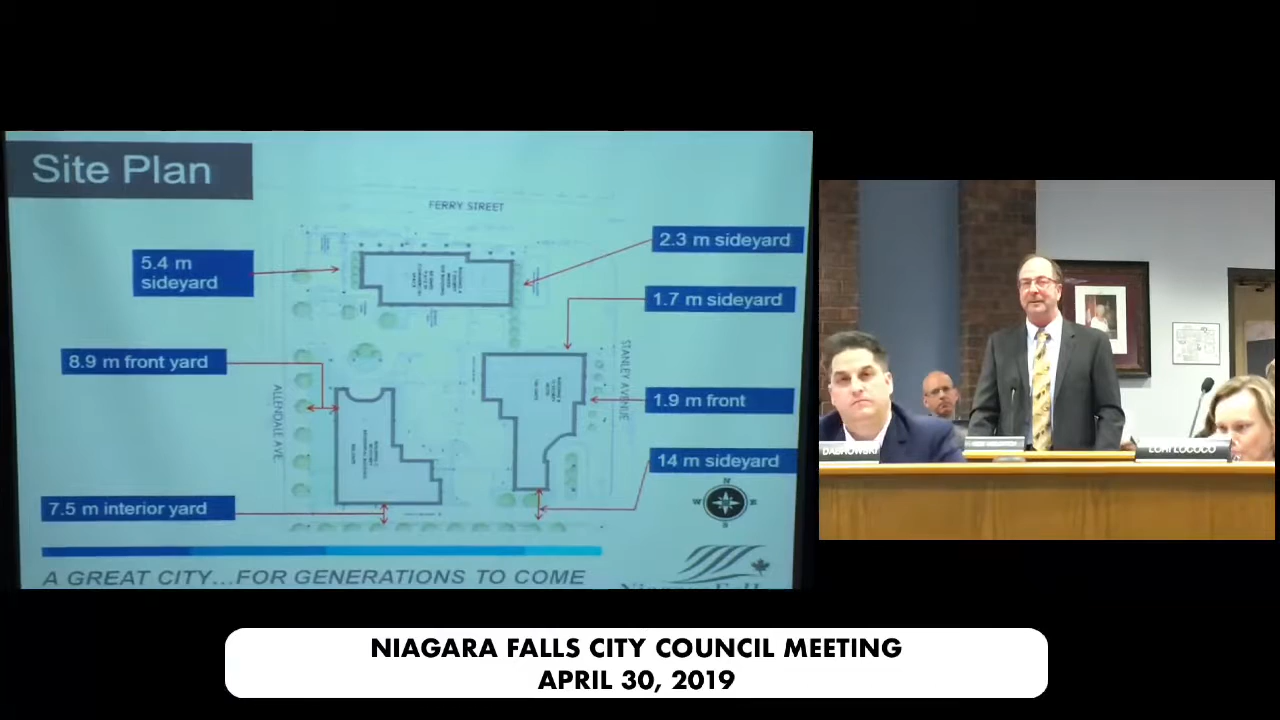 Site Plan
FERRY STREET
2.3 m sideyard
5.4 m
sideyard
1.7 m sideyard
8.9 m front yard
STANLEY AVENUE
ALLENDALE AVE.
1.9 m front
14 m sideyard
N
W
E
S
7.5 m interior yard
A GREAT CITY...FOR GENERATIONS TO COME
Niagara Falls
DABROWSKI
LORI LOCOCO
NIAGARA FALLS CITY COUNCIL MEETING
APRIL 30, 2019